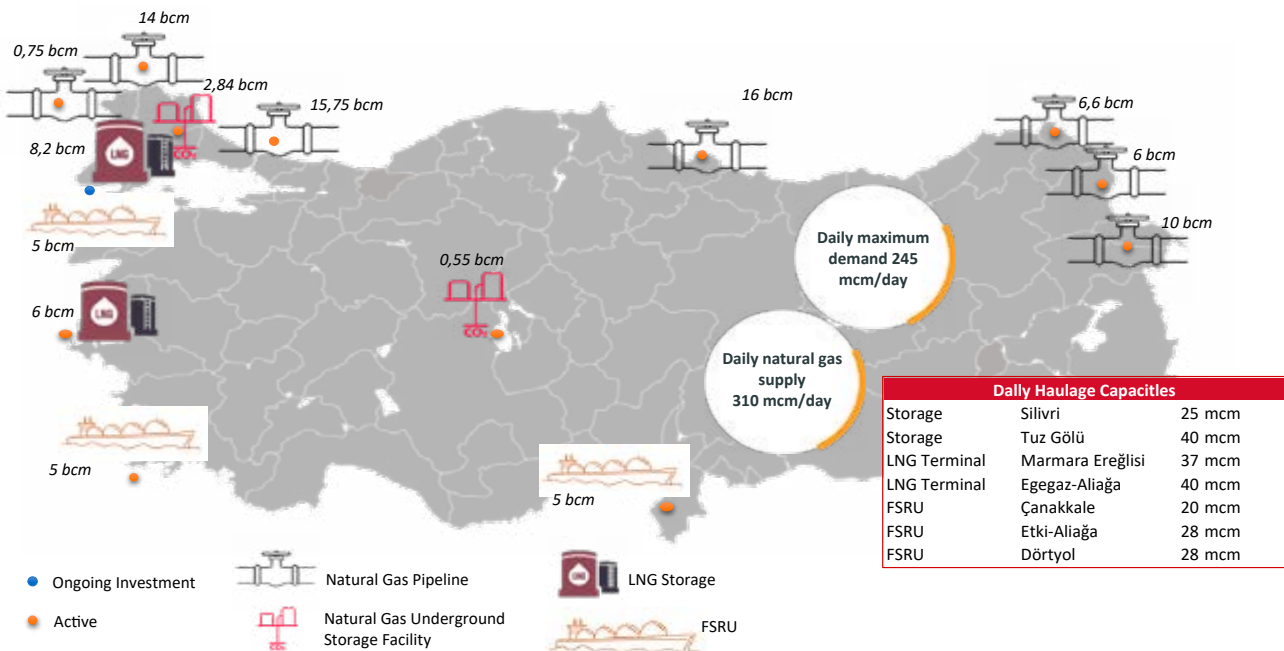 14 bcm
0,75 bcm
2,84 bcm
15,75 bcm
16 bcm
6,6 bcm
8,2 bcm
LNG
CO₂
6 bcm
10 bcm
5 bcm
Daily maximum
demand 245
mcm/day
0,55 bcm
6 bcm
LNG
CO₂
Daily natural gas
supply
310 mcm/day
Dally Haulage Capacitles
Storage Silivri 25 mcm
Storage Tuz Gölü 40 mcm
LNG Terminal Marmara Ereğlisi 37 mcm
LNG Terminal Egegaz-Aliağa 40 mcm
FSRU Çanakkale 20 mcm
FSRU Etki-Aliağa 28 mcm
FSRU Dörtyol 28 mcm
5 bcm
5 bcm
Ongoing Investment
Natural Gas Pipeline
LNG
LNG Storage
Active
CO₂
Natural Gas Underground
Storage Facility
FSRU